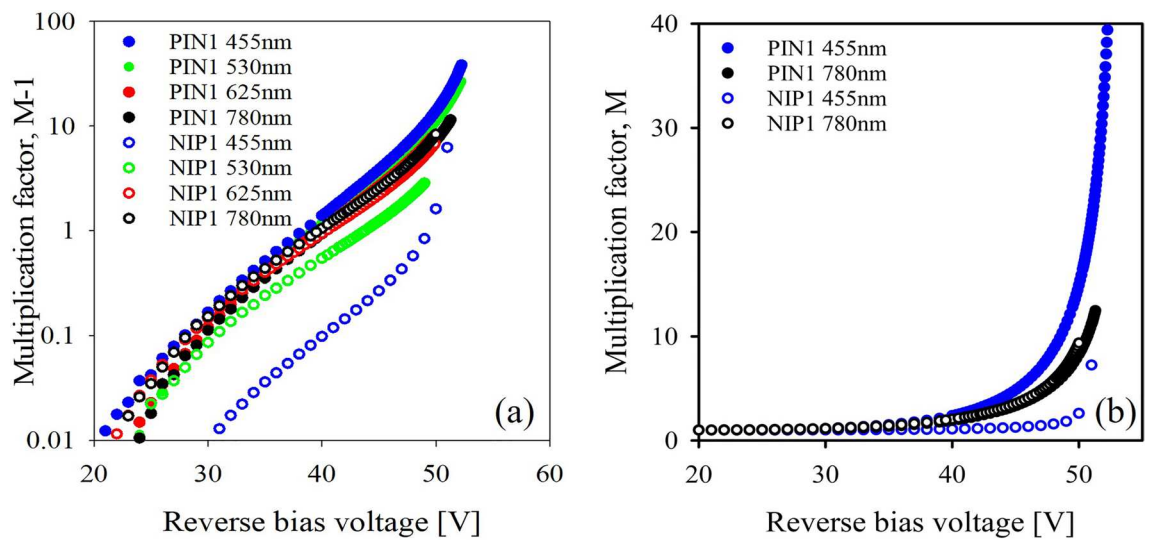 Multiplication factor, M-1
100
10
1
0.1
0.01
PIN1 455nm
PIN1 530nm
PIN1 625nm
PIN1 780nm
NIP1 455nm
NIP1 530nm
NIP1 625nm
NIP1 780nm
(a)
20 30 40 50 60
Reverse bias voltage [V]
Multiplication factor, M
40
30
20
10
0
PIN1 455nm
PIN1 780nm
NIP1 455nm
NIP1 780nm
(b)
20 30 40 50
Reverse bias voltage [V]